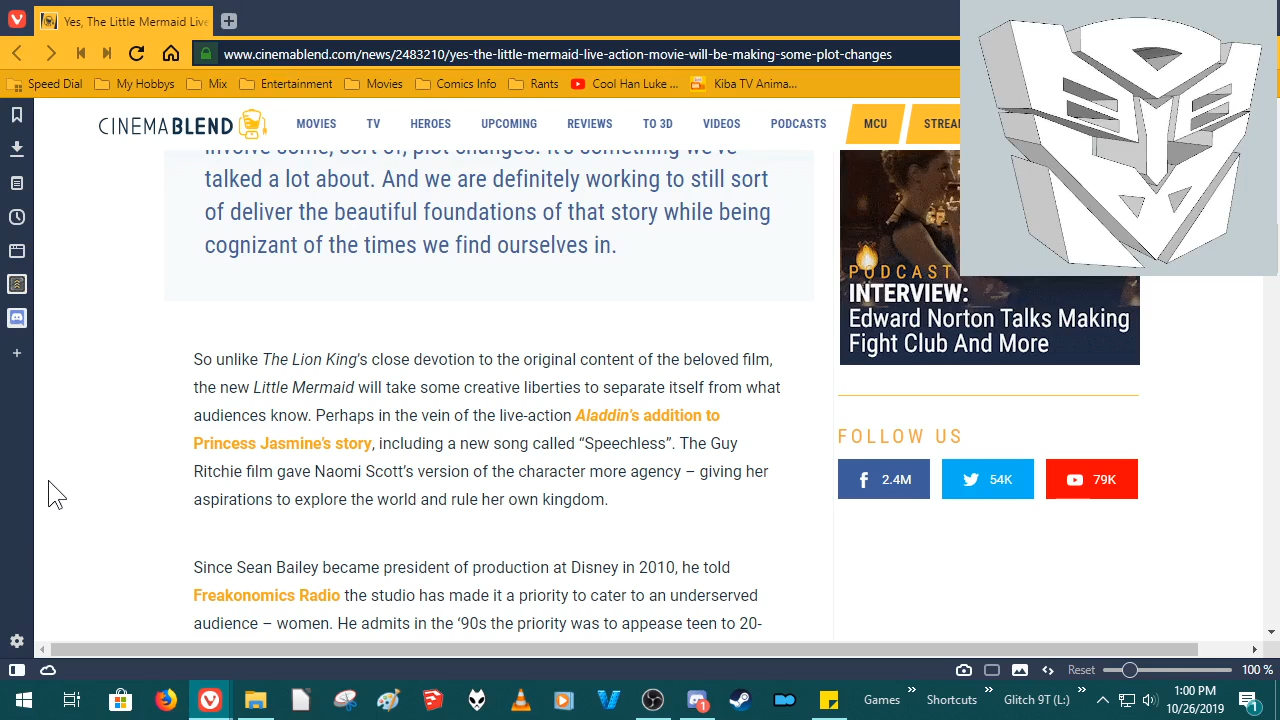 Yes, The Little Mermaid Live
www.cinemablend.com/news/2483210/yes-the-little-mermaid-live-action-movie-will-be-making-some-plot-changes
Speed Dial My Hobbys Mix Entertainment Movies Comics Info Rants Cool Han Luke ... Kiba TV Anima...
CINEMABLEND MOVIES TV HEROES UPCOMING REVIEWS TO 3D VIDEOS PODCASTS MCU STREAM
involve some, sort of, plot changes. It's something we've
talked a lot about. And we are definitely working to still sort
of deliver the beautiful foundations of that story while being
cognizant of the times we find ourselves in.
So unlike The Lion King's close devotion to the original content of the beloved film,
the new Little Mermaid will take some creative liberties to separate itself from what
audiences know. Perhaps in the vein of the live-action Aladdin's addition to
Princess Jasmine's story, including a new song called “Speechless”. The Guy
Ritchie film gave Naomi Scott's version of the character more agency – giving her
aspirations to explore the world and rule her own kingdom.
Since Sean Bailey became president of production at Disney in 2010, he told
Freakonomics Radio the studio has made it a priority to cater to an underserved
audience – women. He admits in the ‘90s the priority was to appease teen to 20-
PODCAST
INTERVIEW:
Edward Norton Talks Making
Fight Club And More
FOLLOW US
2.4M 54K 79K
Reset 100 %
Games Shortcuts Glitch 9T (L:)
1:00 PM
10/26/2019
1
1